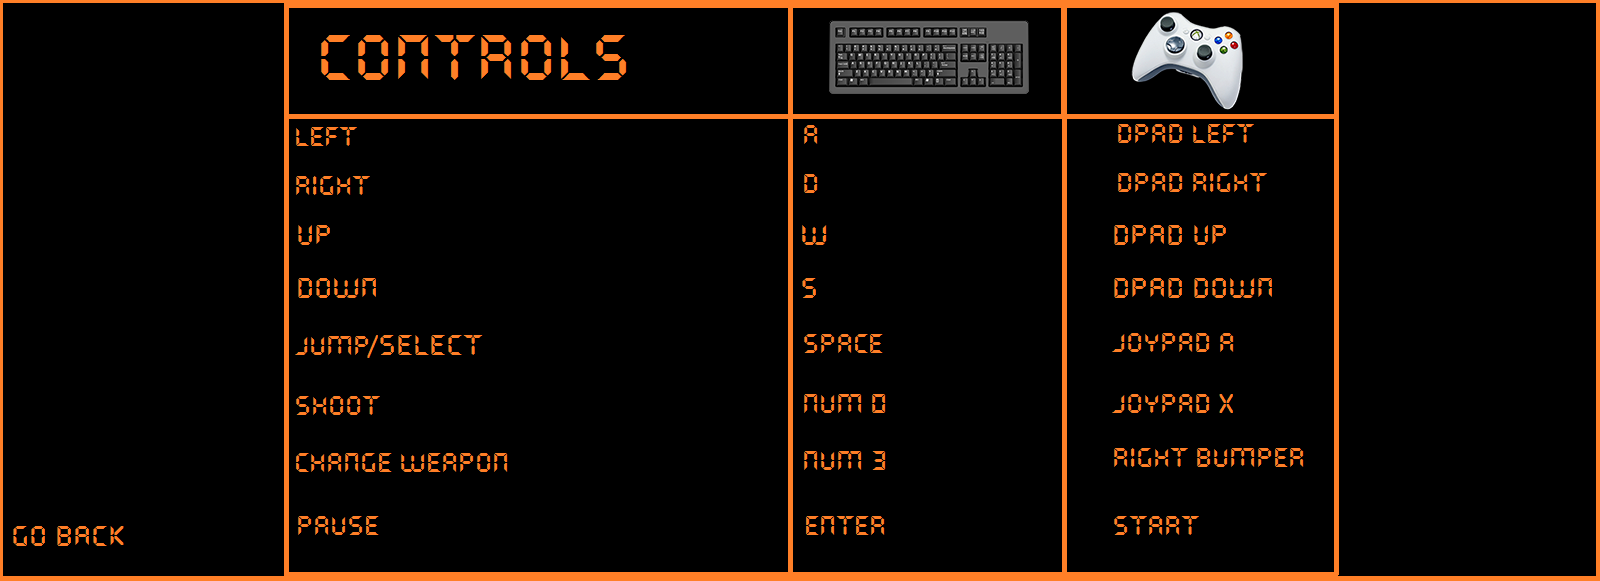 CONTROLS
LEFT A DPAD LEFT
RIGHT D DPAD RIGHT
UP W DPAD UP
DOWN S DPAD DOWN
JUMP/SELECT SPACE JOYPAD A
SHOOT NUM 0 JOYPAD X
CHANGE WEAPON NUM 3 RIGHT BUMPER
PAUSE ENTER START
GO BACK